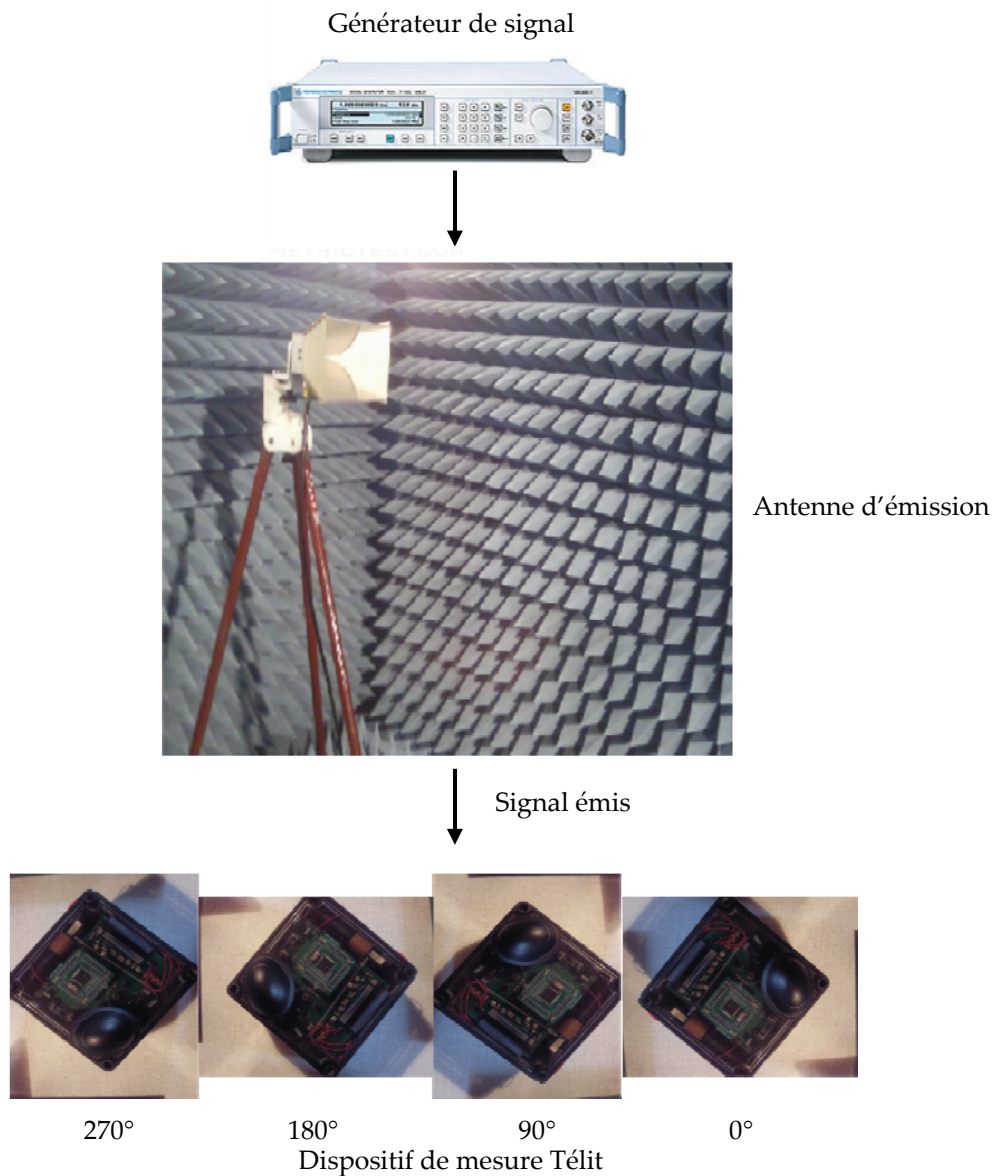 Générateur de signal
Antenne d'émission
Signal émis
270°
180°
90°
0°
Dispositif de mesure Télit